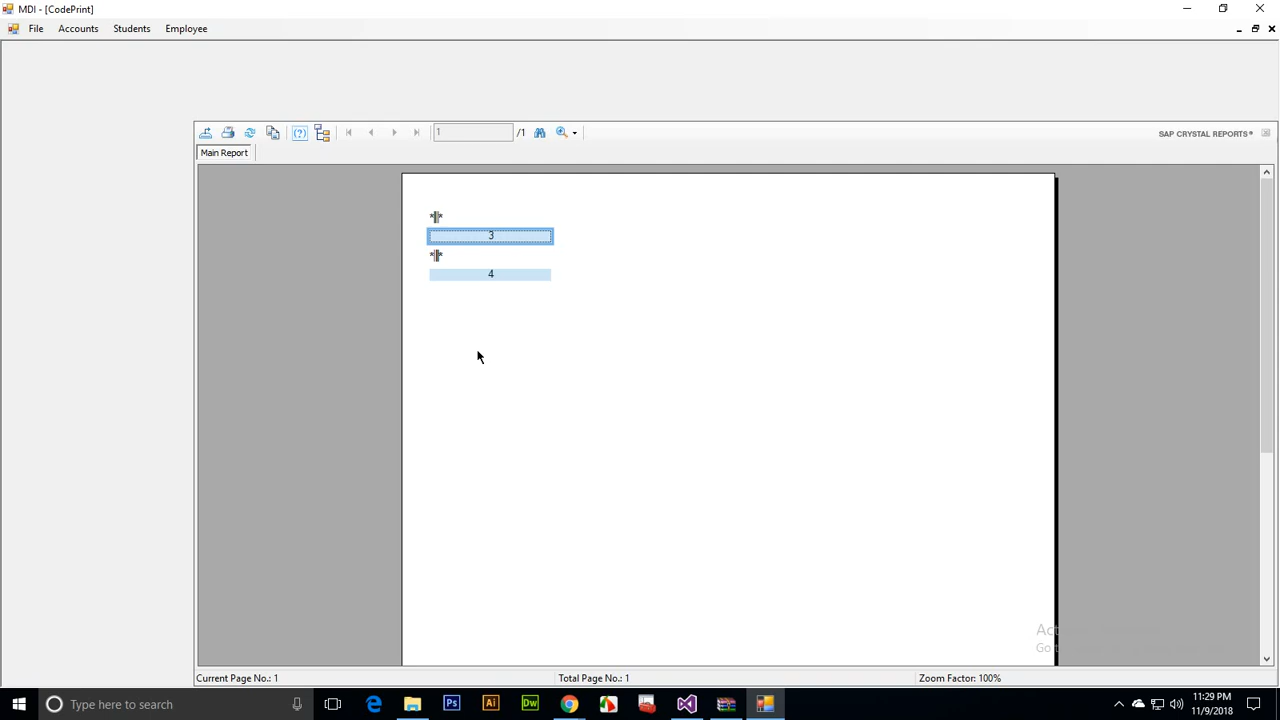 MDI - [CodePrint]
File Accounts Students Employee
1 /1 SAP CRYSTAL REPORTS®
Main Report
3
4
Current Page No.: 1 Total Page No.: 1 Zoom Factor: 100%
Type here to search
11:29 PM
11/9/2018